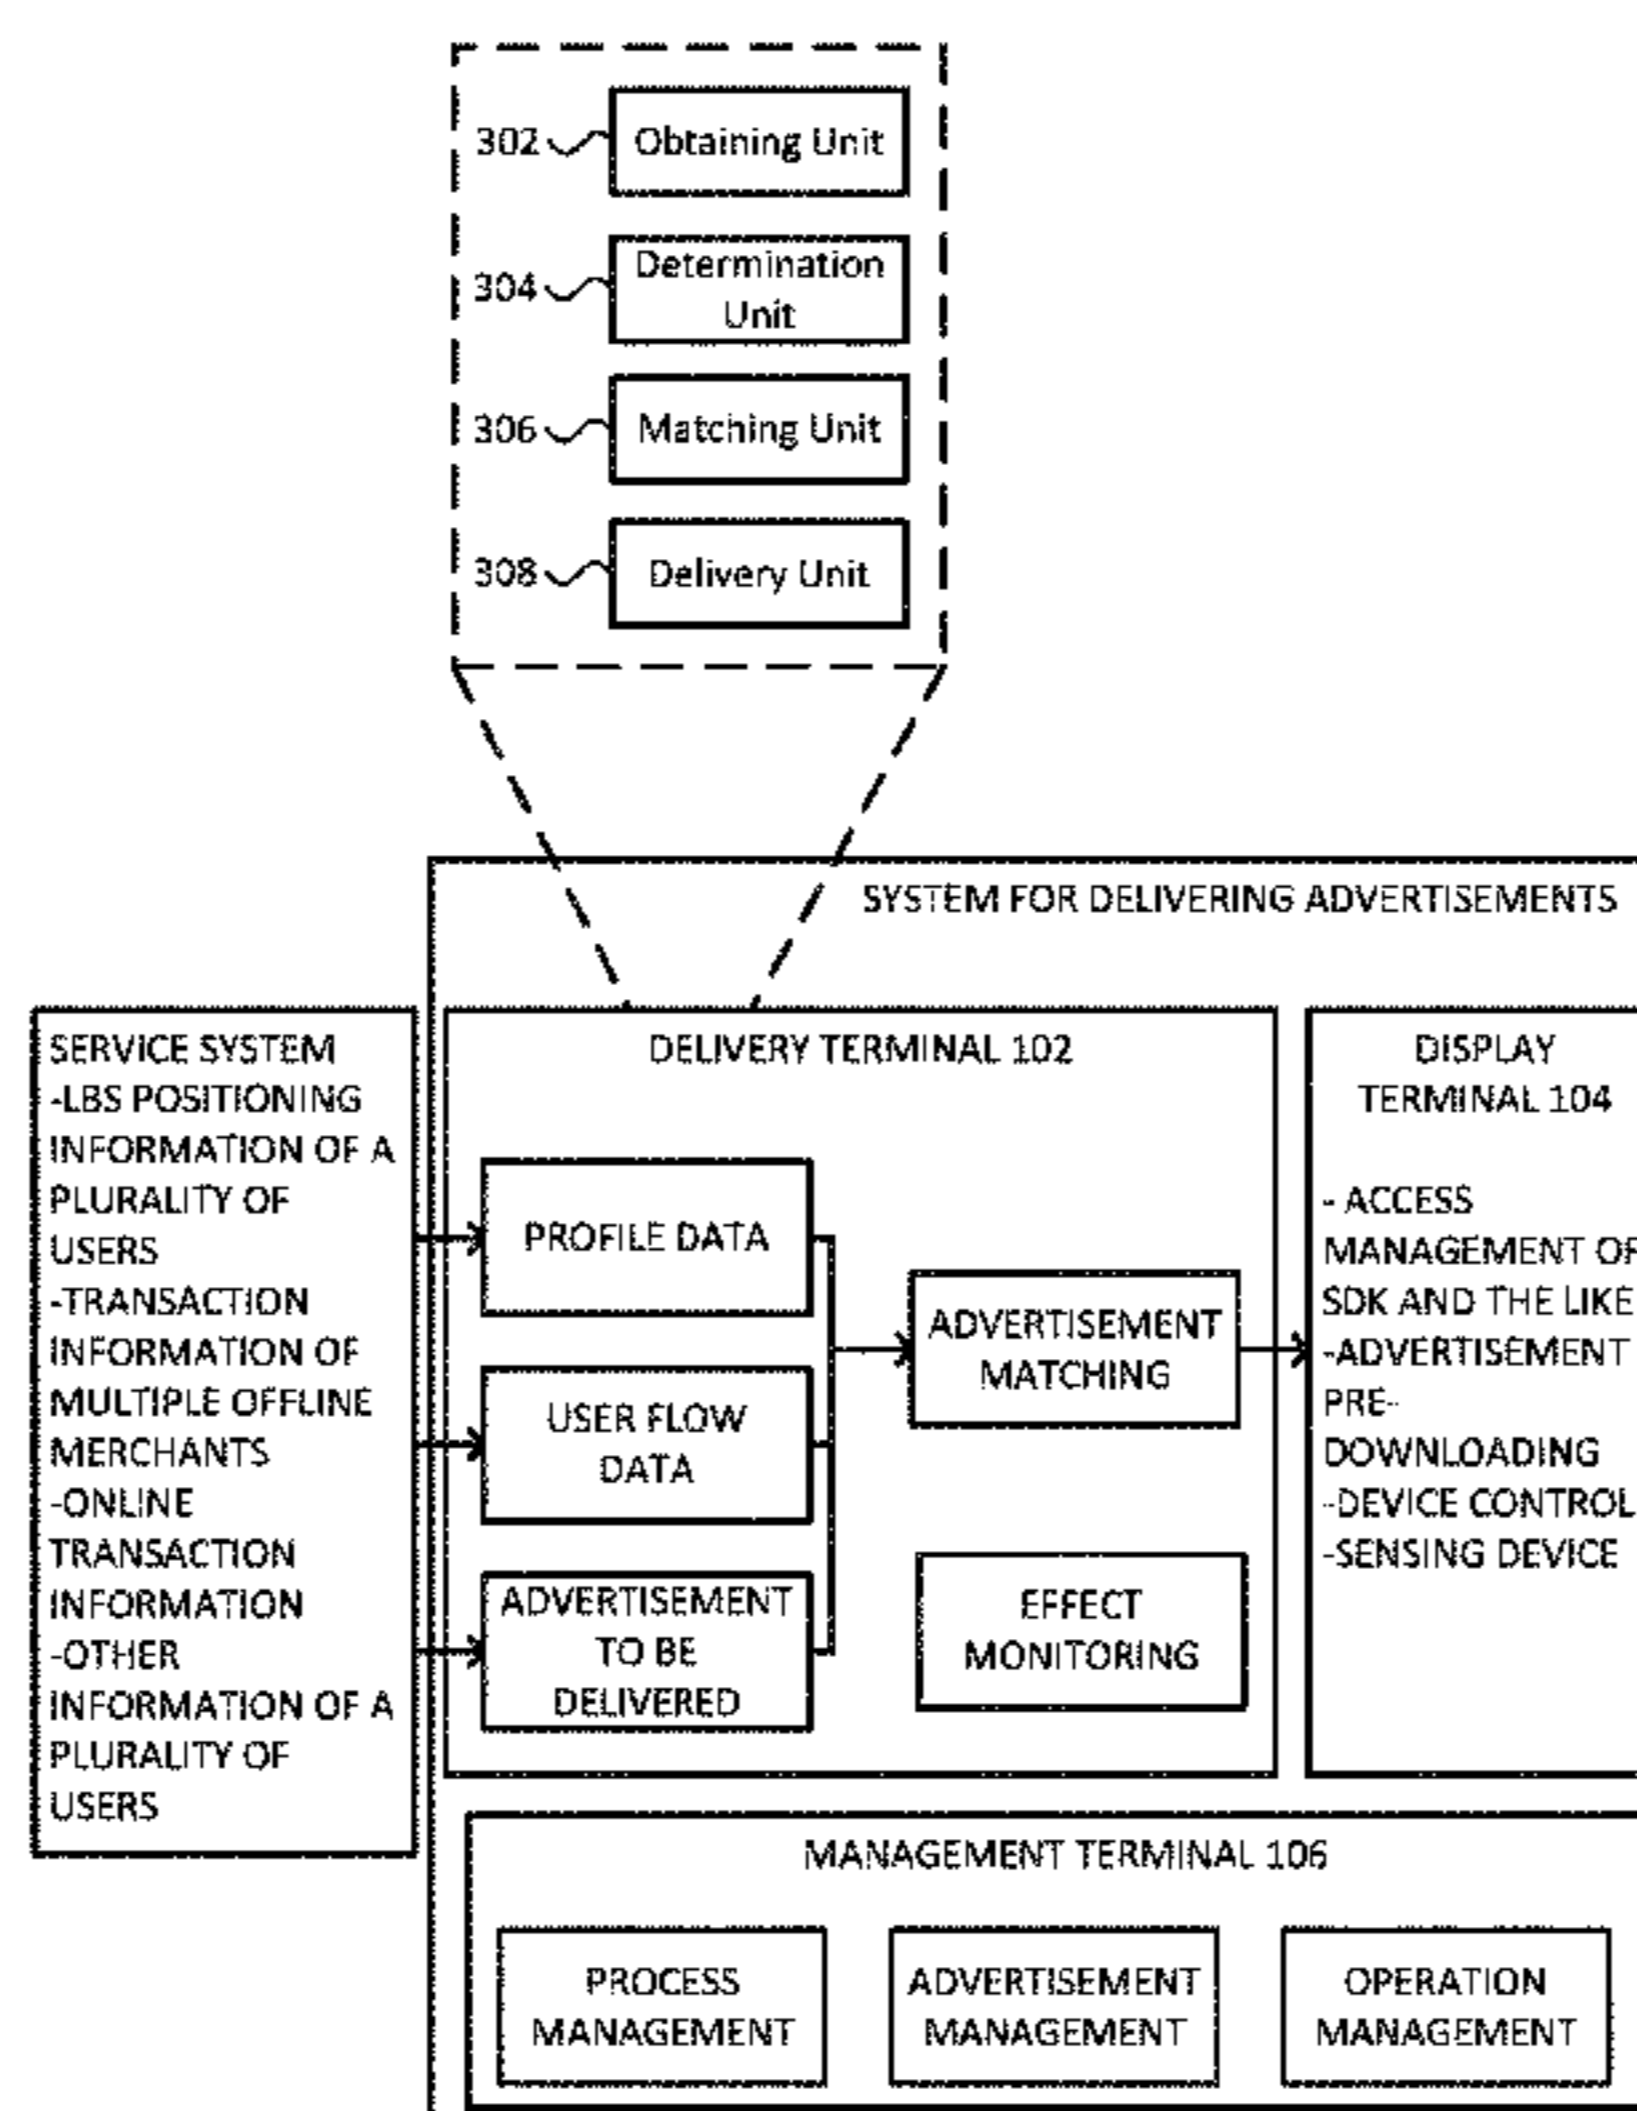 302
Obtaining Unit
304
Determination
Unit
306
Matching Unit
308
Delivery Unit
SYSTEM FOR DELIVERING ADVERTISEMENTS
SERVICE SYSTEM
-LBS POSITIONING
INFORMATION OF A
PLURALITY OF
USERS
-TRANSACTION
INFORMATION OF
MULTIPLE OFFLINE
MERCHANTS
-ONLINE
TRANSACTION
INFORMATION
-OTHER
INFORMATION OF A
PLURALITY OF
USERS
DELIVERY TERMINAL 102
PROFILE DATA
USER FLOW
DATA
ADVERTISEMENT
TO BE
DELIVERED
ADVERTISEMENT
MATCHING
EFFECT
MONITORING
DISPLAY
TERMINAL 104
- ACCESS
MANAGEMENT OF
SDK AND THE LIKE
-ADVERTISEMENT
PRE-
DOWNLOADING
-DEVICE CONTROL
-SENSING DEVICE
MANAGEMENT TERMINAL 106
PROCESS
MANAGEMENT
ADVERTISEMENT
MANAGEMENT
OPERATION
MANAGEMENT